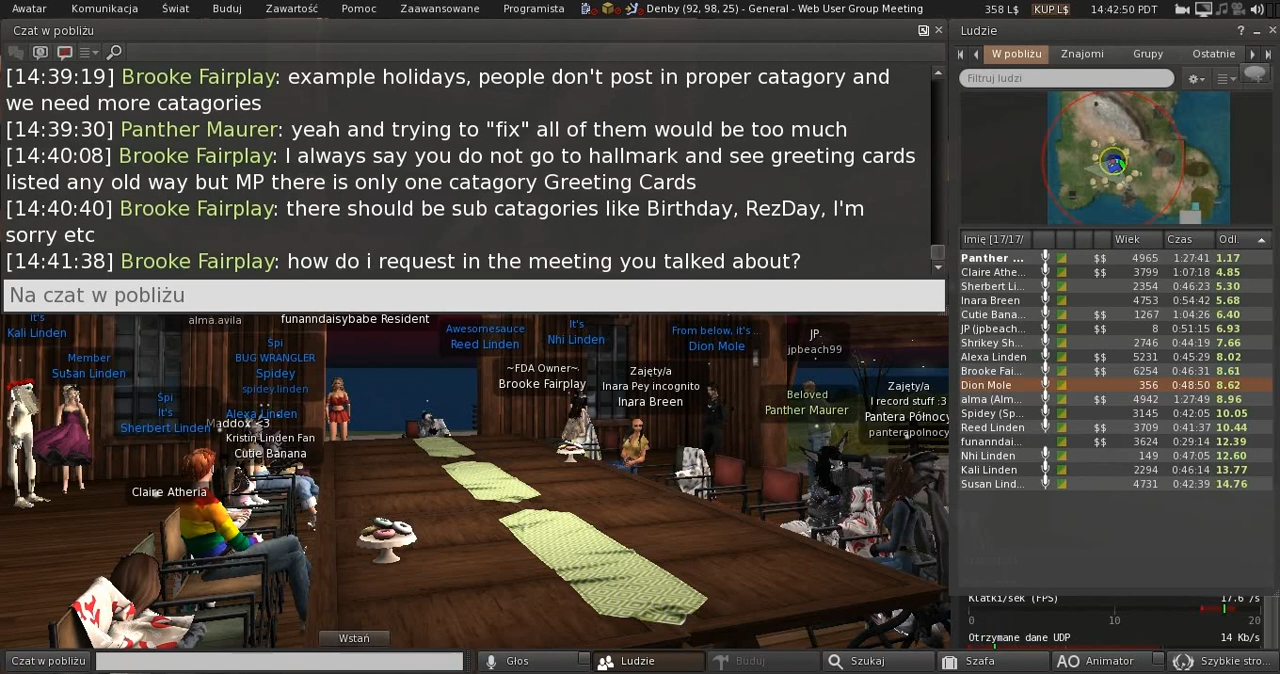 Awatar Komunikacja Świat Buduj Zawartość Pomoc Zaawansowane Programista Denby (92, 98, 25) - General - Web User Group Meeting 358 L$ KUP L$ 14:42:50 PDT
Czat w pobliżu
[14:39:19] Brooke Fairplay: example holidays, people don't post in proper catagory and
we need more catagories
[14:39:30] Panther Maurer: yeah and trying to "fix" all of them would be too much
[14:40:08] Brooke Fairplay: I always say you do not go to hallmark and see greeting cards
listed any old way but MP there is only one catagory Greeting Cards
[14:40:40] Brooke Fairplay: there should be sub catagories like Birthday, RezDay, I'm
sorry etc
[14:41:38] Brooke Fairplay: how do i request in the meeting you talked about?
Na czat w pobliżu
Ludzie
W pobliżu Znajomi Grupy Ostatnie
Filtruj ludzi
Imię [17/17/ Wiek Czas Odl.
Panther ... $$ 4965 1:27:41 1.17
Claire Athe... $$ 3799 1:07:18 4.85
Sherbert Li... 2354 0:46:23 5.30
Inara Breen 4753 0:54:42 5.68
Cutie Bana... $$ 1267 1:04:26 6.40
JP (jpbeach... $$ 8 0:51:15 6.93
Shrikey Sh... 2746 0:44:19 7.66
Alexa Linden $$ 5231 0:45:29 8.02
Brooke Fai... $$ 6254 0:46:31 8.61
Dion Mole 356 0:48:50 8.62
alma (Alm... $$ 4942 1:27:49 8.96
Spidey (Sp... 3145 0:42:05 10.05
Reed Linden $$ 3709 0:41:37 10.44
funanndai... $$ 3624 0:29:14 12.39
Nhi Linden 149 0:47:05 12.60
Kali Linden 2294 0:46:14 13.77
Susan Lind... 4731 0:42:39 14.76
It's
Kali Linden
alma.avila
funanndaisybabe Resident
Awesomesauce
Reed Linden
It's
Nhi Linden
From below, it's ..
Dion Mole
JP.
jpbeach99
Member
Susan Linden
Śpi
BUG WRANGLER
Spidey
spidey.linden
~FDA Owner~
Brooke Fairplay
Zajęty/a
Inara Pey incognito
Inara Breen
Beloved
Panther Maurer
Zajęty/a
I record stuff :3
Pantera Północy
panterapolnocy
Śpi
It's
Sherbert Linden
Alexa Linden
Maddox <3
Kristin Linden Fan
Cutie Banana
Claire Atheria
Wstań
Klatki/sek (FPS) 17.6 /s
0 10 20
Otrzymane dane UDP 14 Kb/s
Czat w pobliżu Głos Ludzie Buduj Szukaj Szafa AO Animator Szybkie stro...